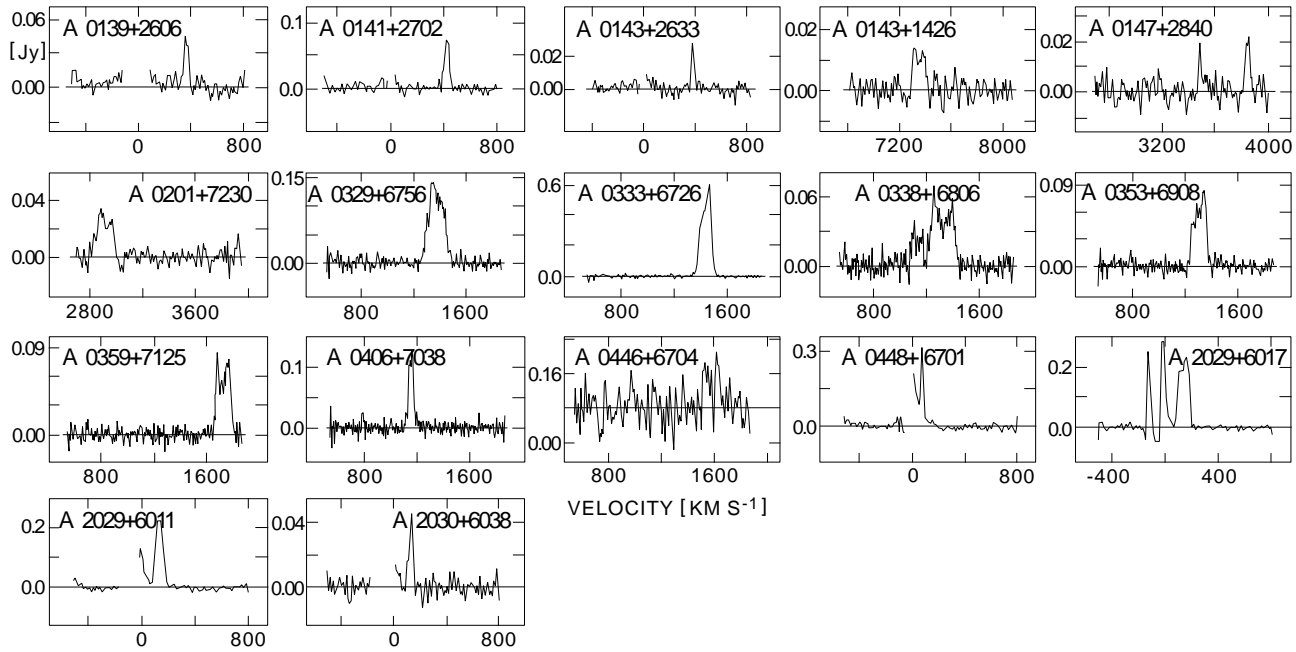 0.06 A 0139+2606 0.1 A 0141+2702 A 0143+2633 A 0143+1426 A 0147+2840
[Jy] 0.02 0.02 0.02
0.00 0.0 0.00 0.00 0.00
0 800 0 800 0 800 7200 8000 3200 4000
A 0201+7230 0.15 A 0329+6756 0.6 A 0333+6726 A 0338+6806 0.09 A 0353+6908
0.04 0.06
0.00 0.00 0.0 0.00 0.00
2800 3600 800 1600 800 1600 800 1600 800 1600
0.09 A 0359+7125 A 0406+7038 A 0446+6704 A 0448+6701 A 2029+6017
0.1 0.16 0.3 0.2
0.00 0.0 0.00 0.0 0.0
800 1600 800 1600 800 1600 0 800 -400 400
A 2029+6011 A 2030+6038 VELOCITY [KM S-1]
0.2 0.04
0.0 0.00
0 800 0 800